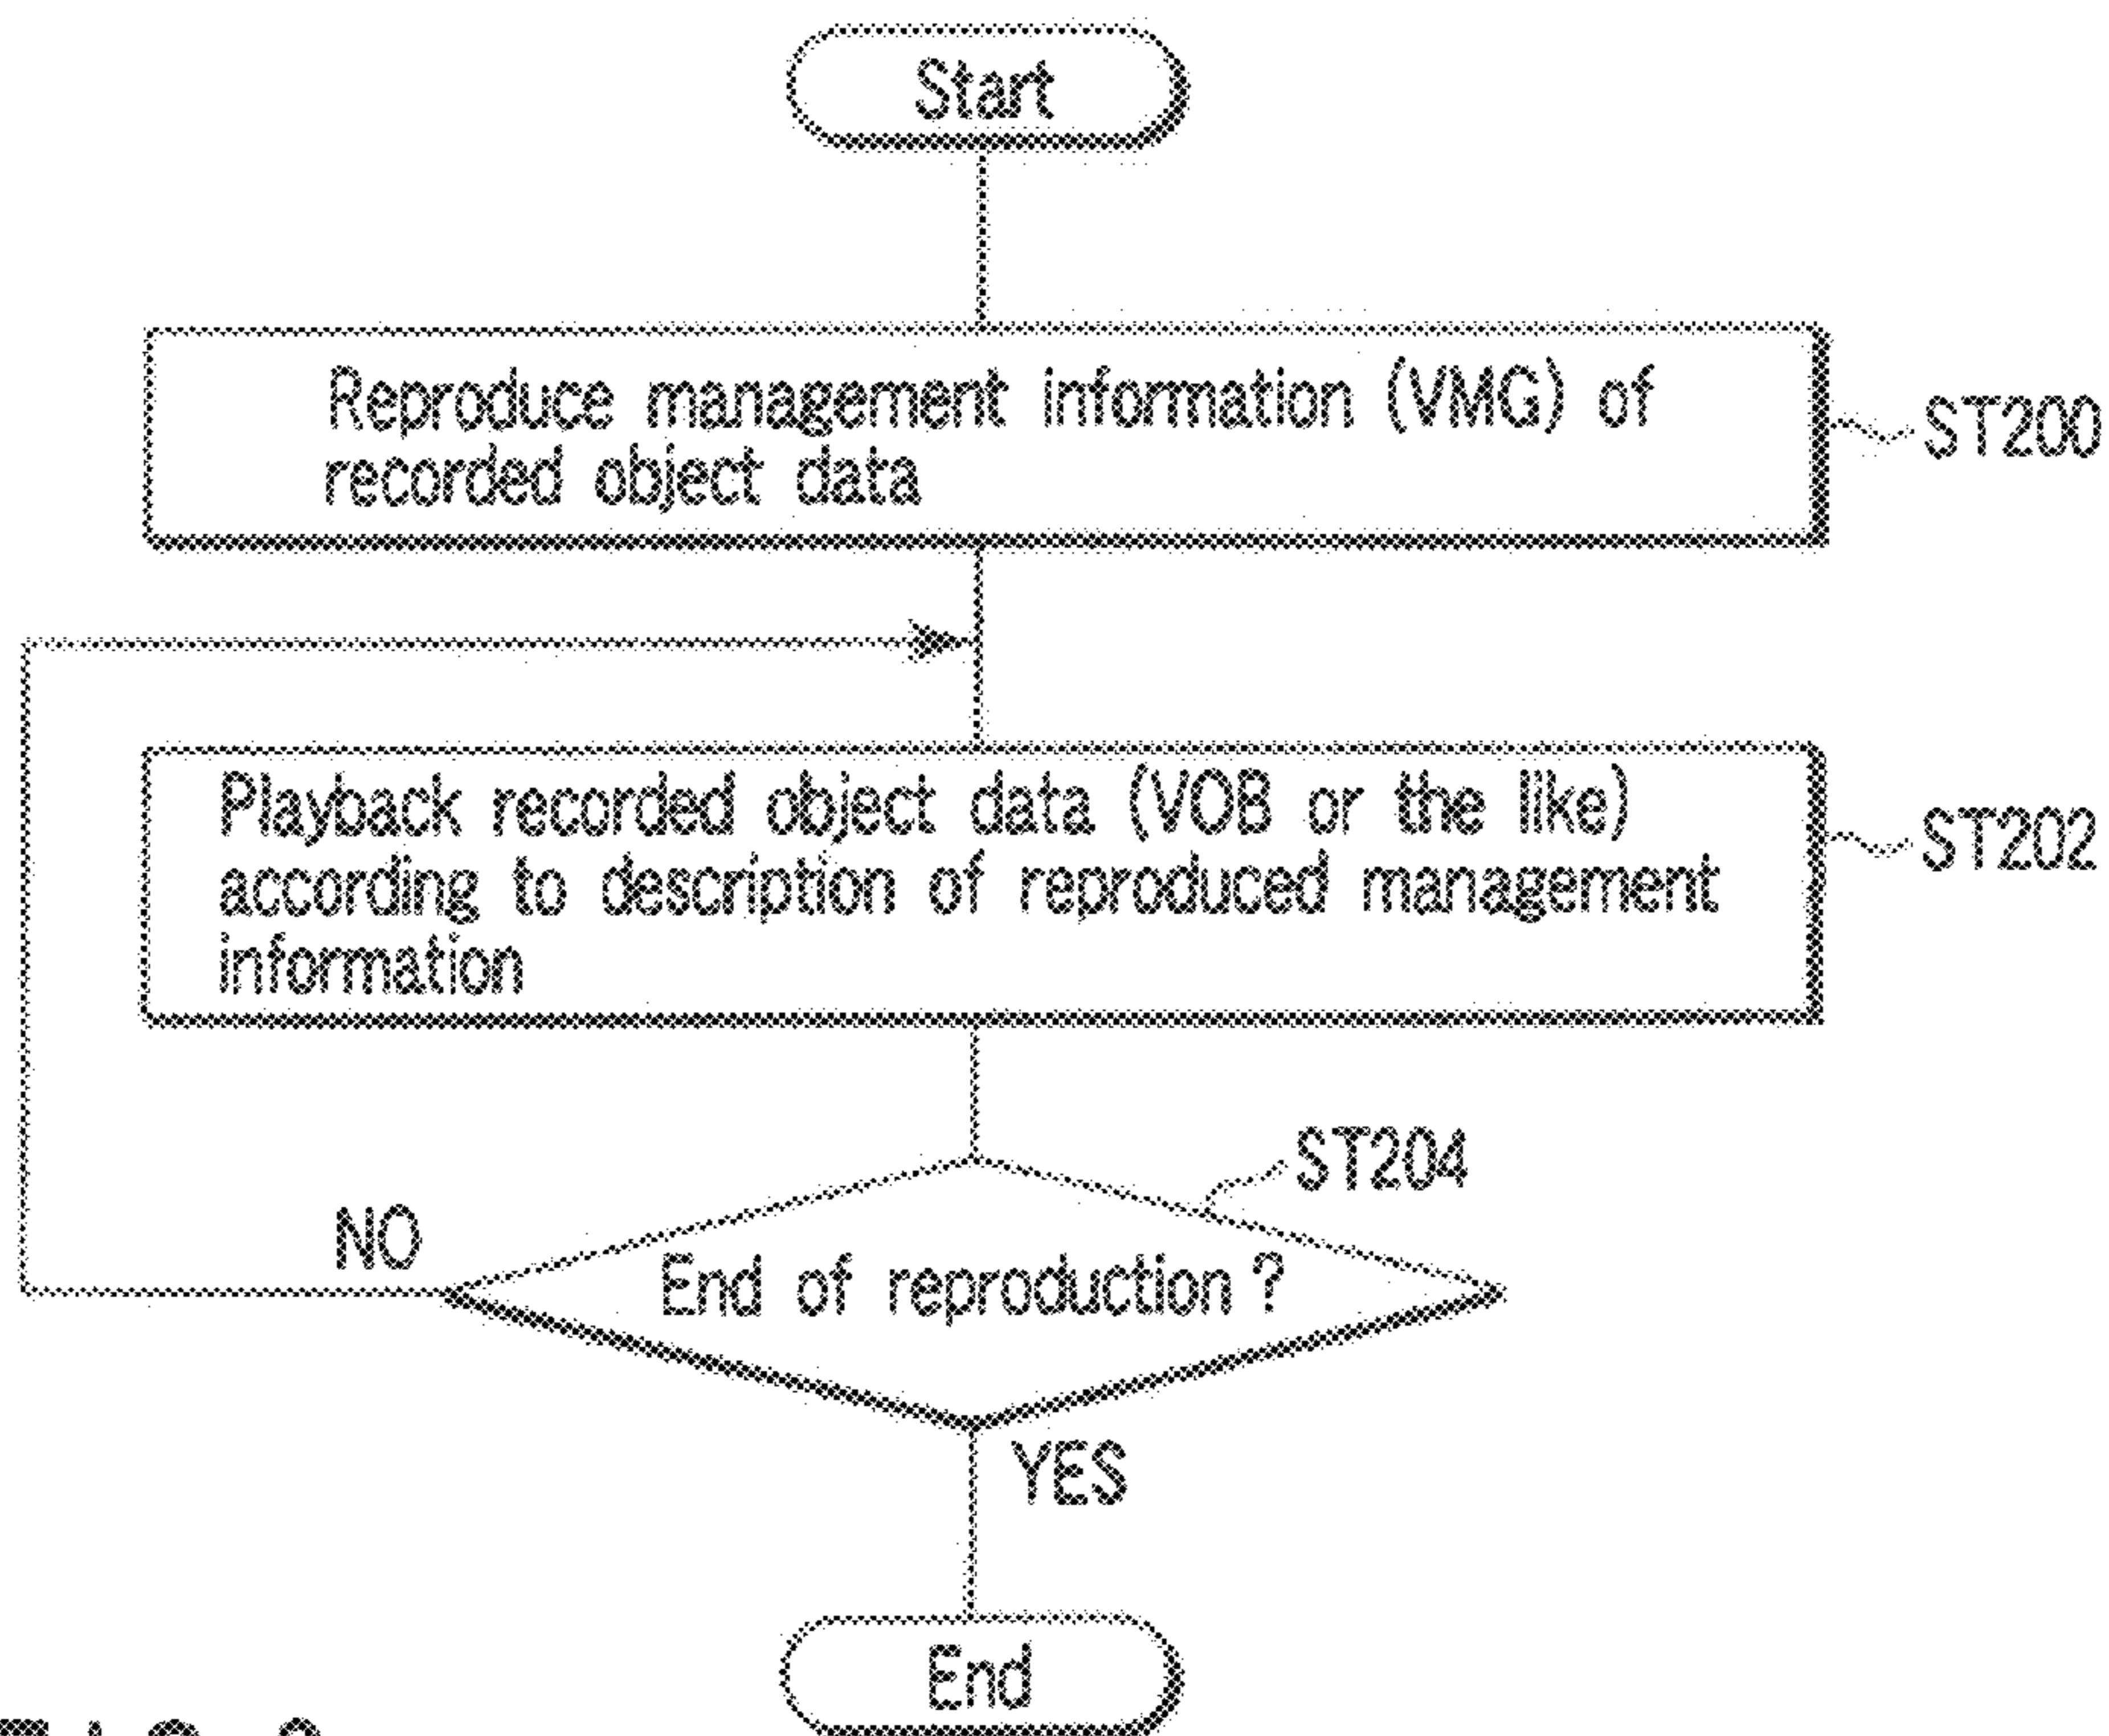 Start
Reproduce management information (VMG) of
recorded object data
ST200
Playback recorded object data (VOB or the like)
according to description of reproduced management
information
ST202
ST204
NO
End of reproduction ?
YES
End